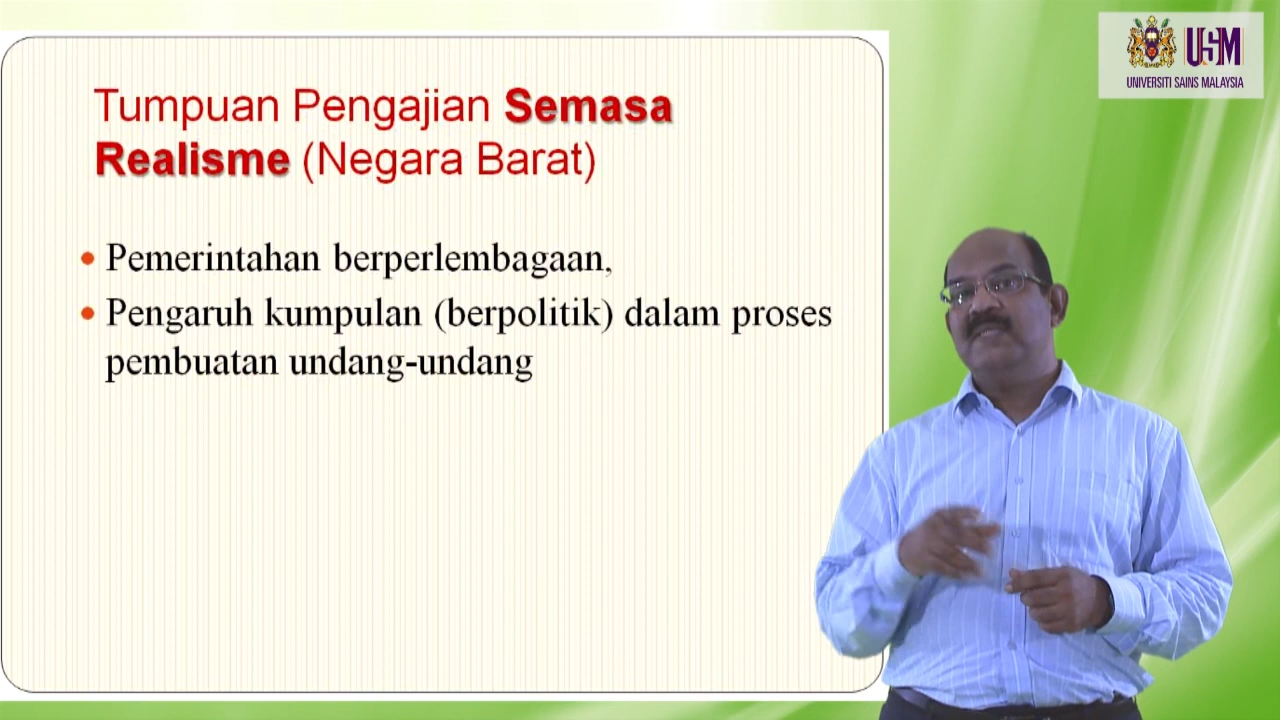 Tumpuan Pengajian Semasa
Realisme (Negara Barat)
Pemerintahan berperlembagaan,
Pengaruh kumpulan (berpolitik) dalam proses
pembuatan undang-undang
USM
UNIVERSITI SAINS MALAYSIA